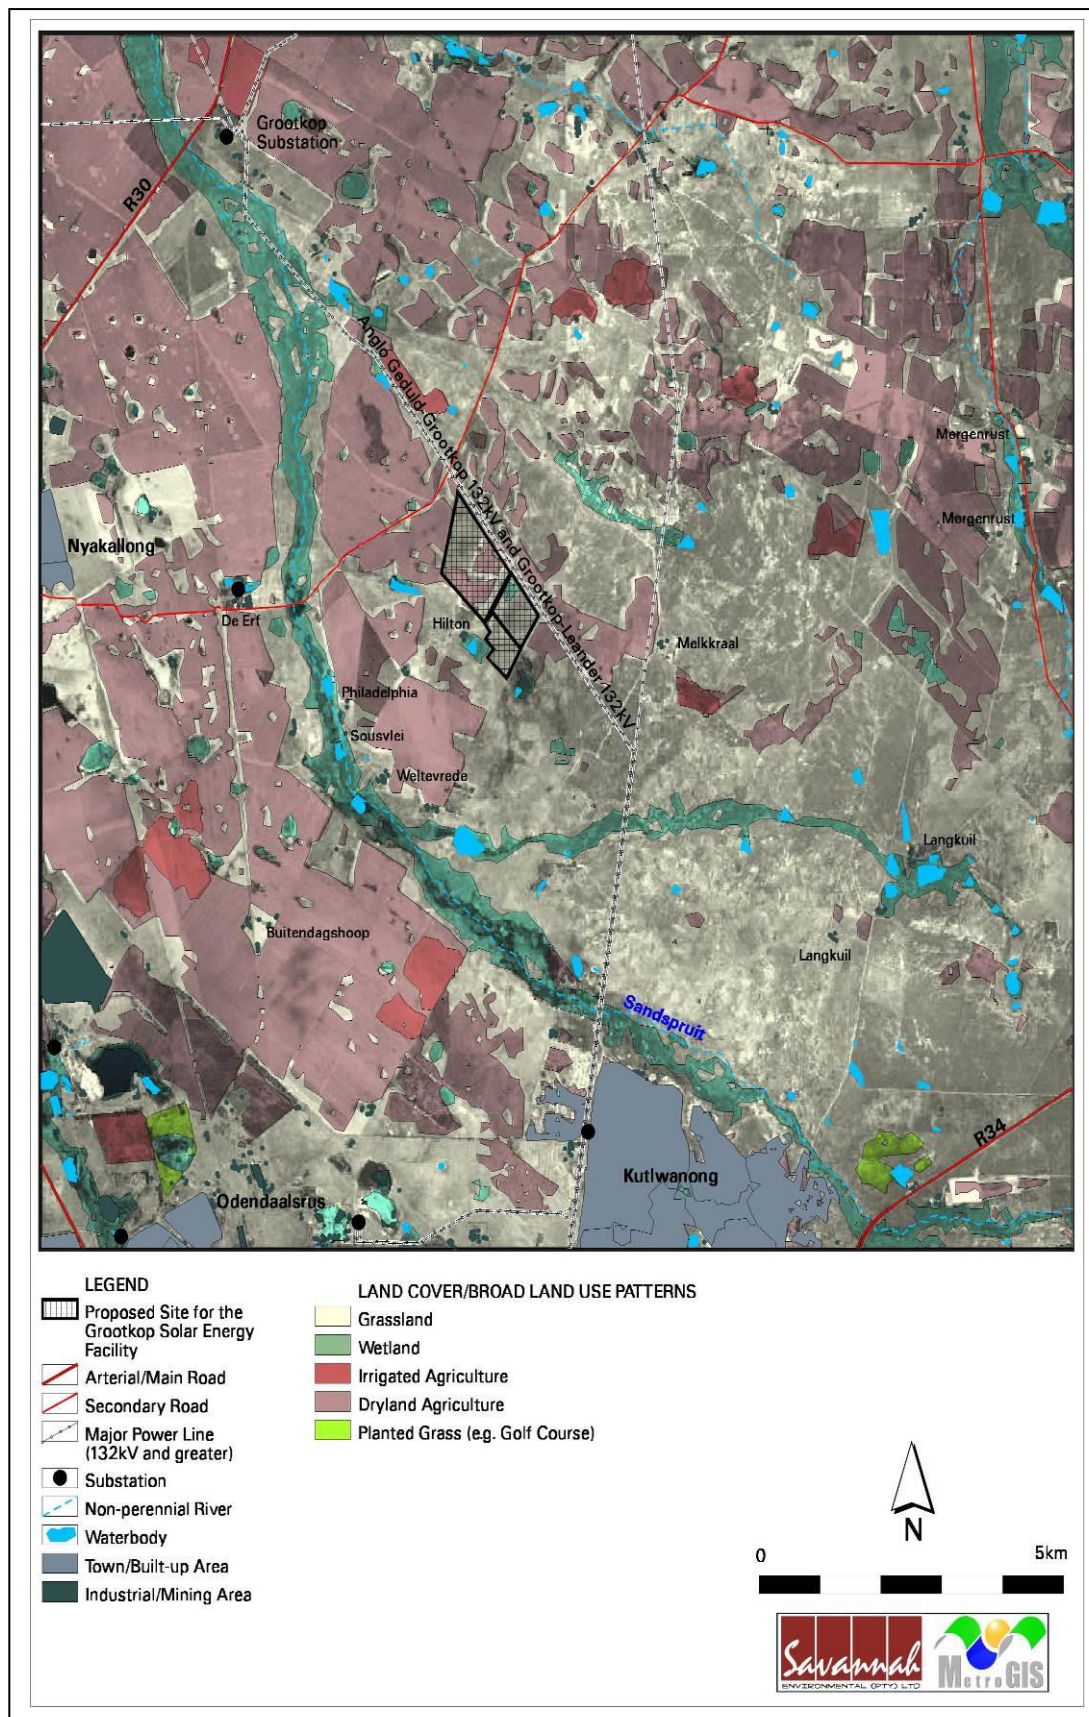 Grootkop
Substation
R30
Anglo Geduld-Grootkop 132kV and Grootkop-Leander 132kV
Morgenrust
Morgenrust
Nyakallong
De Erf
Hilton
Melkkraal
Philadelphia
Sousvlei
Weltevrede
Langkuil
Buitendagshoop
Langkuil
Sandspruit
R34
Kutlwanong
Odendaalsrus
LEGEND
Proposed Site for the
Grootkop Solar Energy
Facility
Arterial/Main Road
Secondary Road
Major Power Line
(132kV and greater)
Substation
Non-perennial River
Waterbody
Town/Built-up Area
Industrial/Mining Area
LAND COVER/BROAD LAND USE PATTERNS
Grassland
Wetland
Irrigated Agriculture
Dryland Agriculture
Planted Grass (e.g. Golf Course)
N
0 5km
Savannah
ENVIRONMENTAL (PTY) LTD
MetroGIS